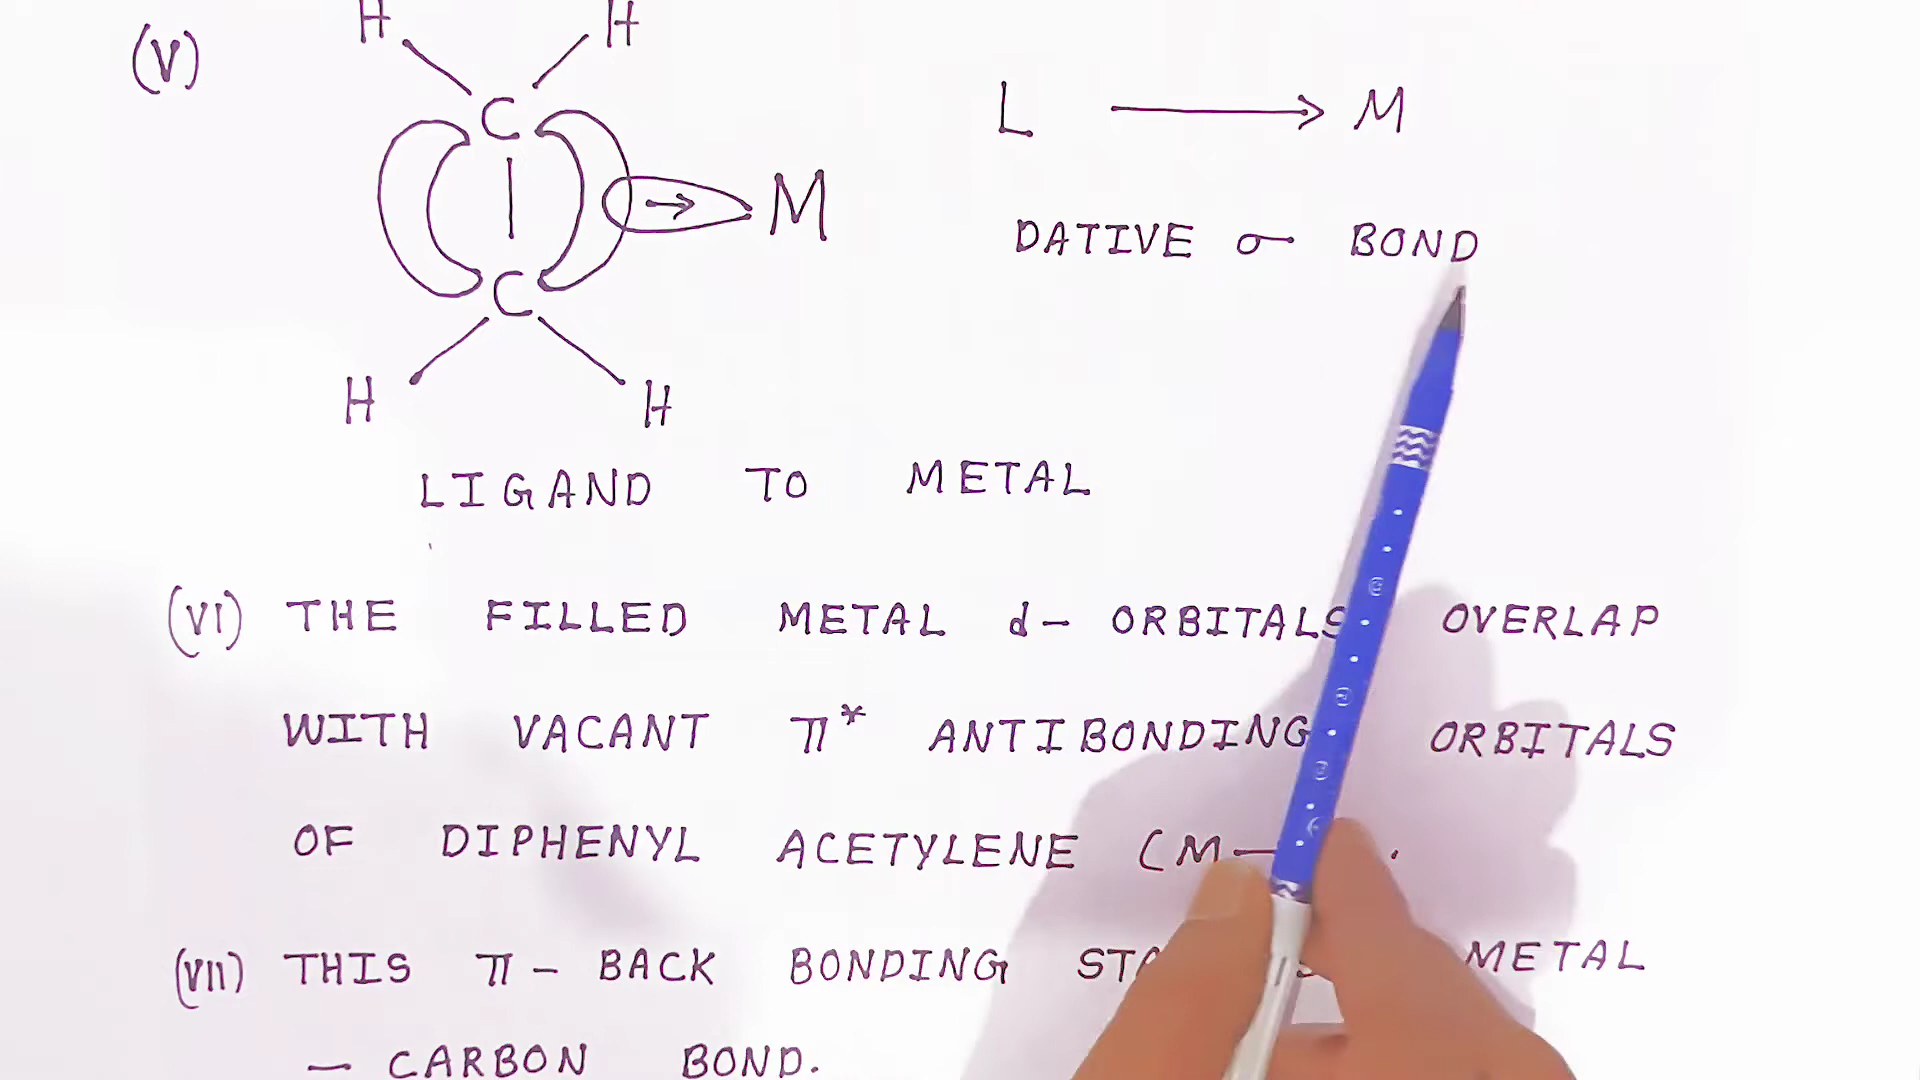 (V)
H H
C
L → M
C
→ M
DATIVE σ- BOND
H H
LIGAND TO METAL
(VI) THE FILLED METAL d- ORBITALS OVERLAP
WITH VACANT π* ANTIBONDING ORBITALS
OF DIPHENYL ACETYLENE (M—
(VII) THIS π- BACK BONDING METAL
— CARBON BOND.